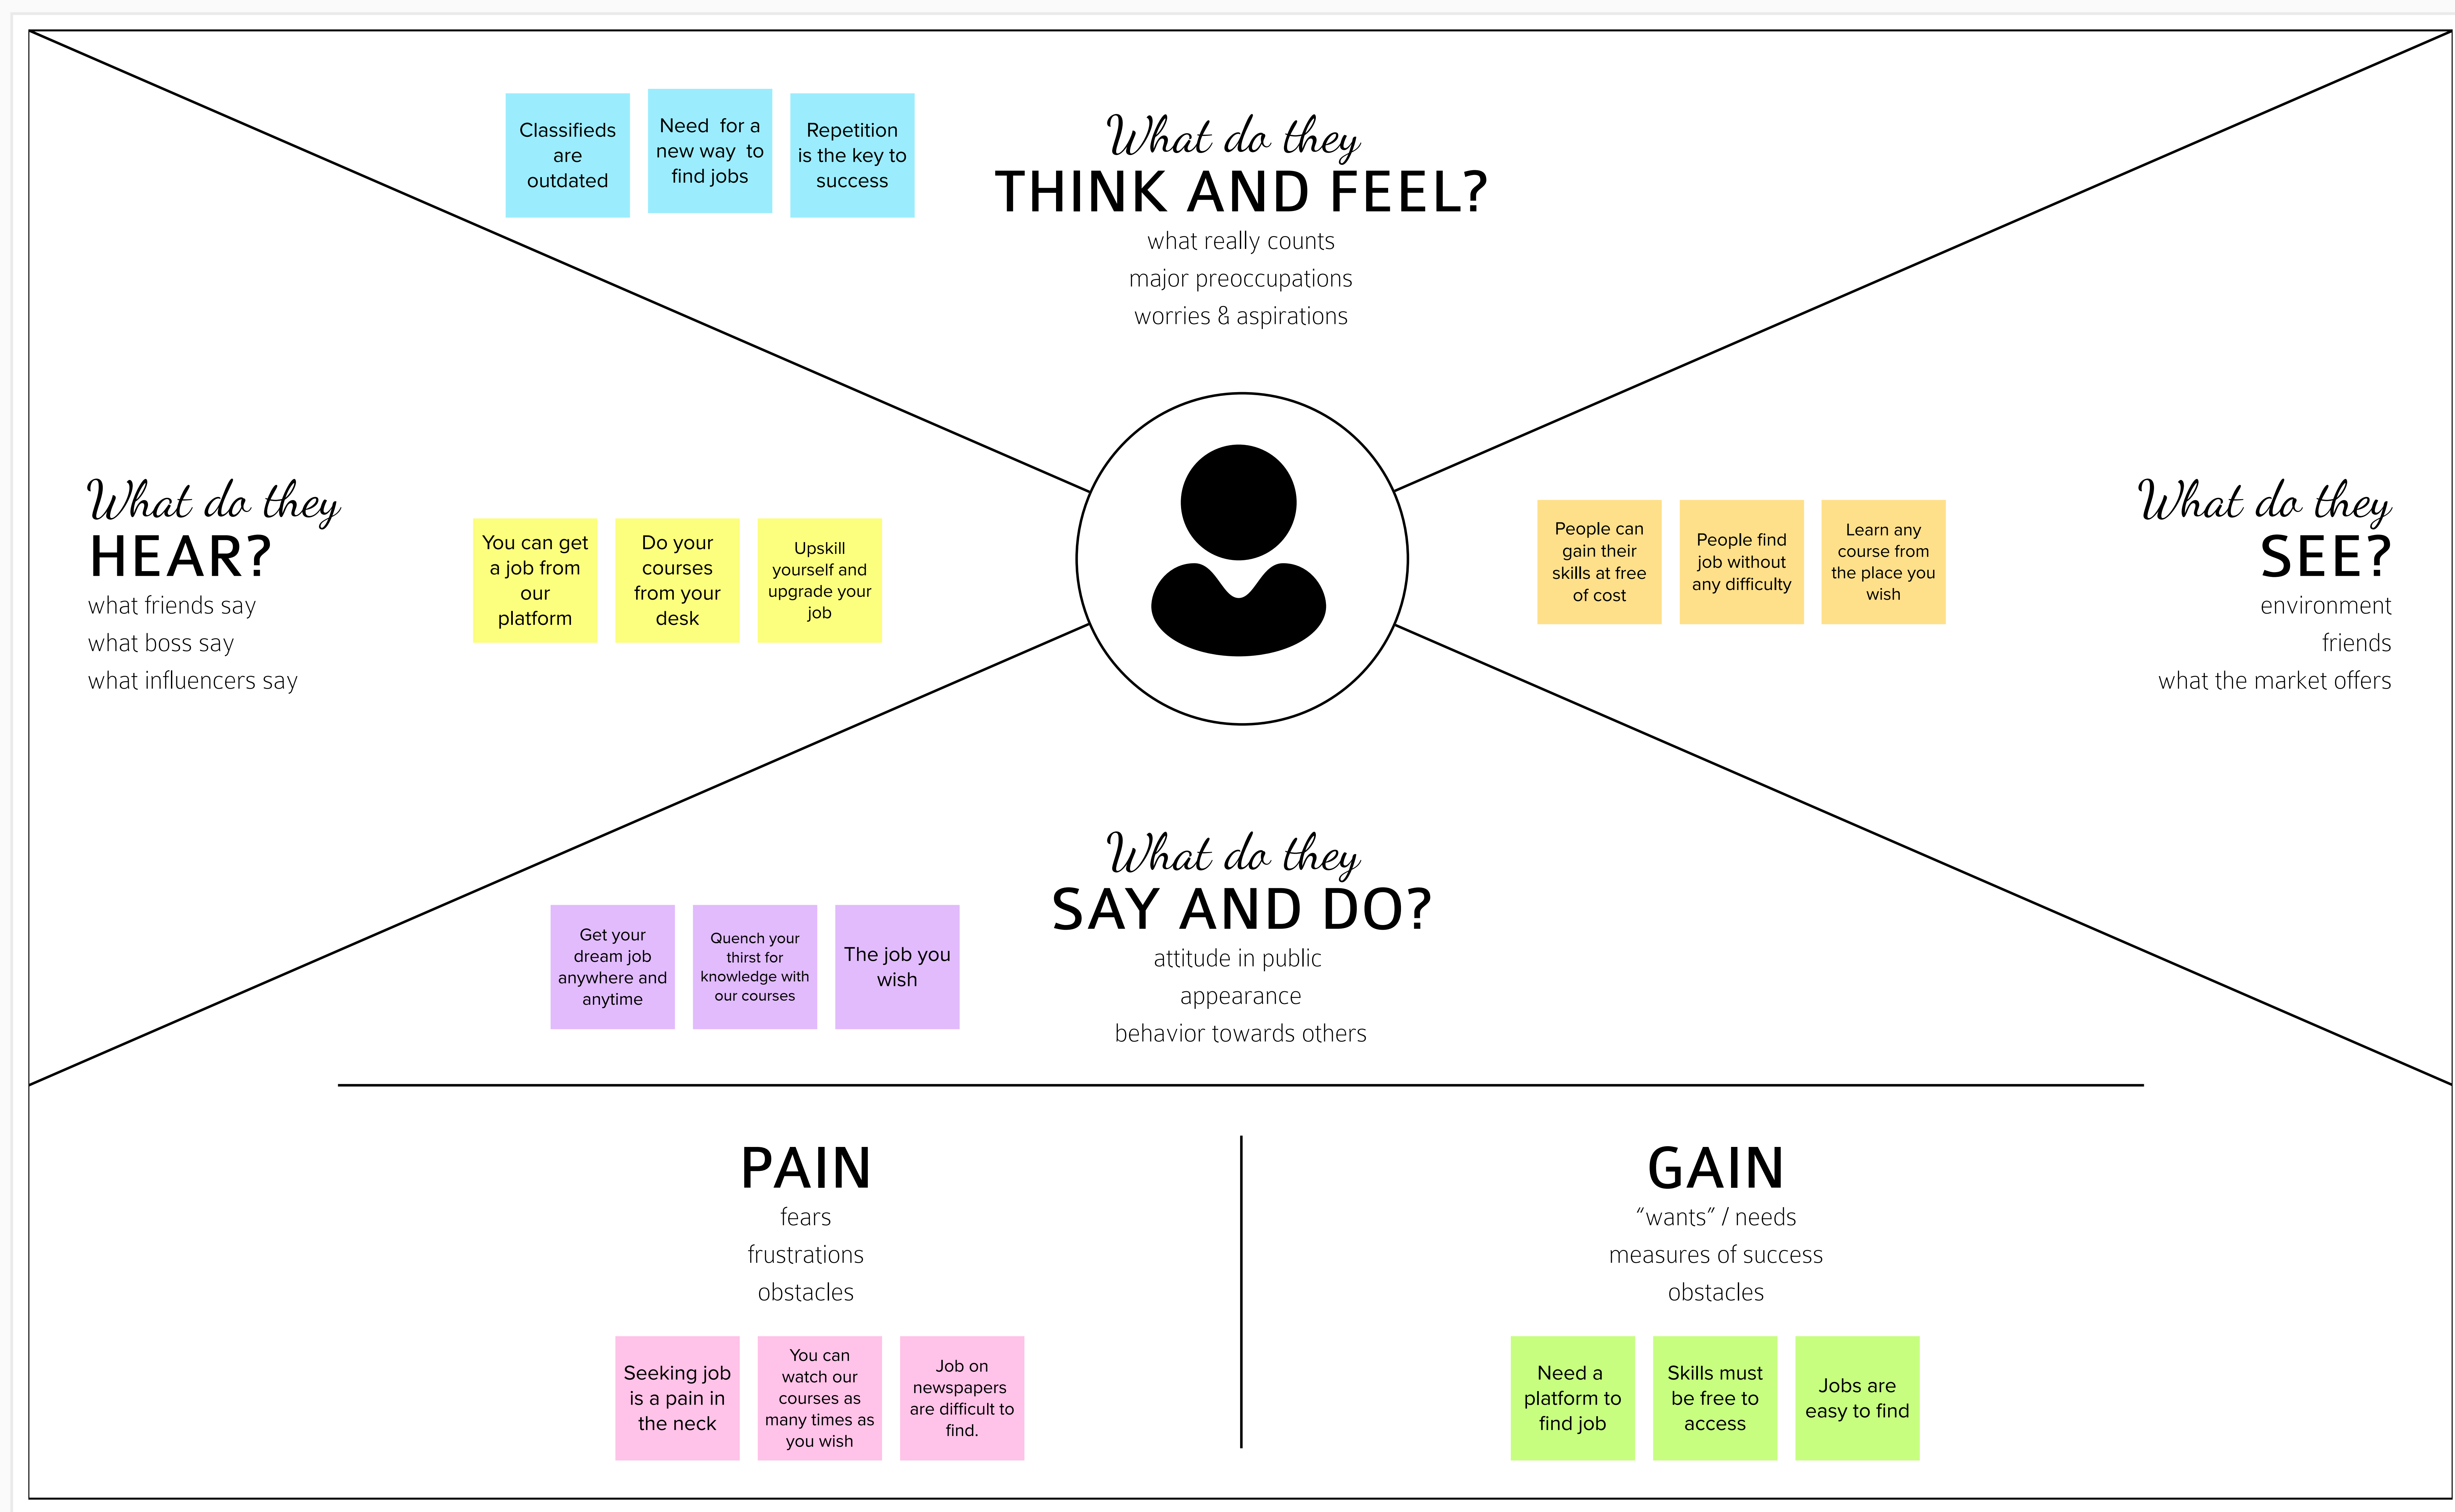 Classifieds
are
outdated
Need for a
new way to
find jobs
Repetition
is the key to
success
What do they
THINK AND FEEL?
what really counts
major preoccupations
worries & aspirations
What do they
HEAR?
what friends say
what boss say
what influencers say
You can get
a job from
our
platform
Do your
courses
from your
desk
Upskill
yourself and
upgrade your
job
People can
gain their
skills at free
of cost
People find
job without
any difficulty
Learn any
course from
the place you
wish
What do they
SEE?
environment
friends
what the market offers
What do they
SAY AND DO?
attitude in public
appearance
behavior towards others
Get your
dream job
anywhere and
anytime
Quench your
thirst for
knowledge with
our courses
The job you
wish
PAIN
fears
frustrations
obstacles
Seeking job
is a pain in
the neck
You can
watch our
courses as
many times as
you wish
Job on
newspapers
are difficult to
find.
GAIN
“wants” / needs
measures of success
obstacles
Need a
platform to
find job
Skills must
be free to
access
Jobs are
easy to find